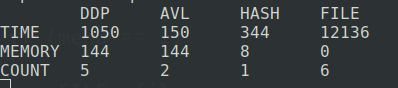 DDP AVL HASH FILE
TIME 1050 150 344 12136
MEMORY 144 144 8 0
COUNT 5 2 1 6